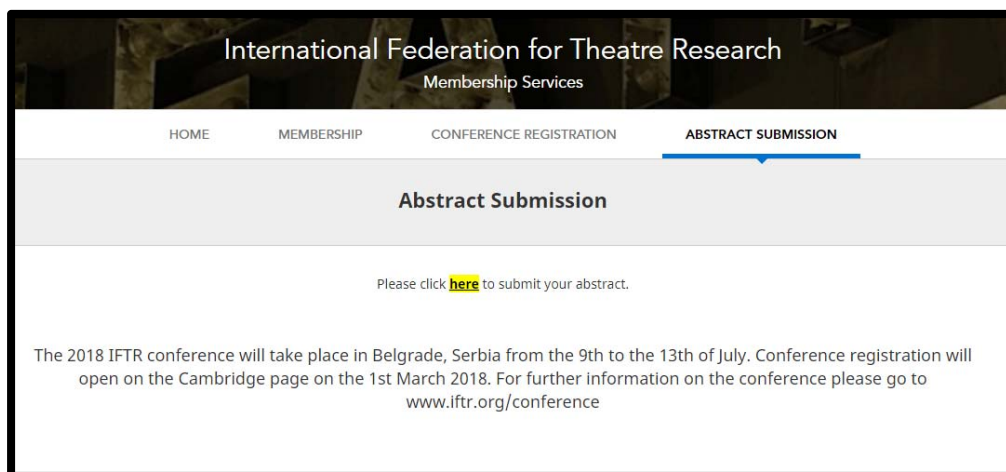 International Federation for Theatre Research
Membership Services
HOME MEMBERSHIP CONFERENCE REGISTRATION ABSTRACT SUBMISSION
Abstract Submission
Please click here to submit your abstract.
The 2018 IFTR conference will take place in Belgrade, Serbia from the 9th to the 13th of July. Conference registration will
open on the Cambridge page on the 1st March 2018. For further information on the conference please go to
www.iftr.org/conference